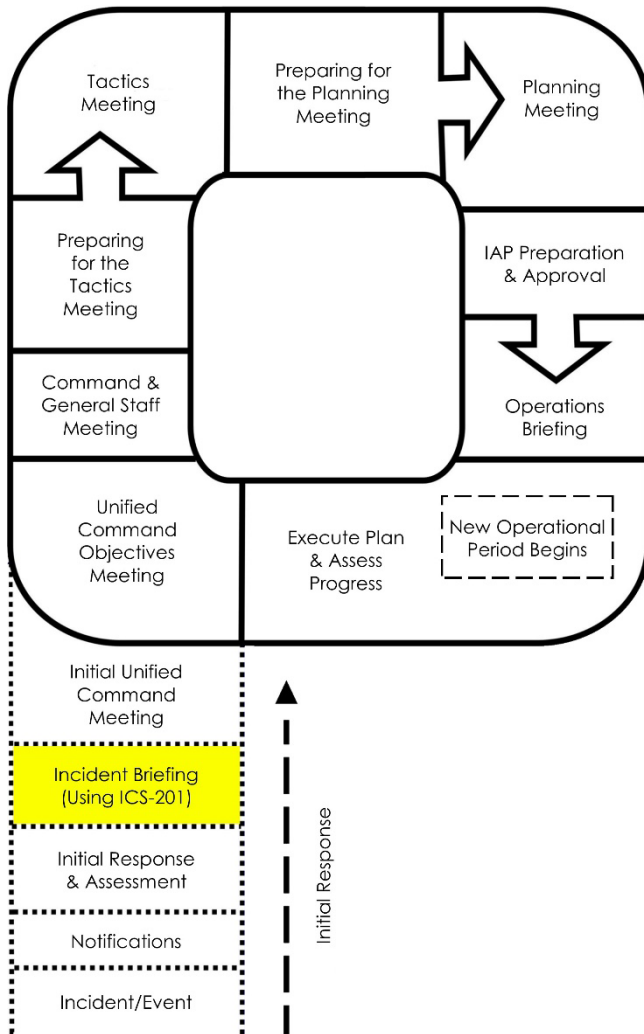 Tactics
Meeting
Preparing for
the Planning
Meeting
Planning
Meeting
Preparing
for the
Tactics
Meeting
IAP Preparation
& Approval
Command &
General Staff
Meeting
Operations
Briefing
Unified
Command
Objectives
Meeting
Execute Plan
& Assess
Progress
New Operational
Period Begins
Initial Unified
Command
Meeting
Incident Briefing
(Using ICS-201)
Initial Response
& Assessment
Notifications
Incident/Event
Initial Response